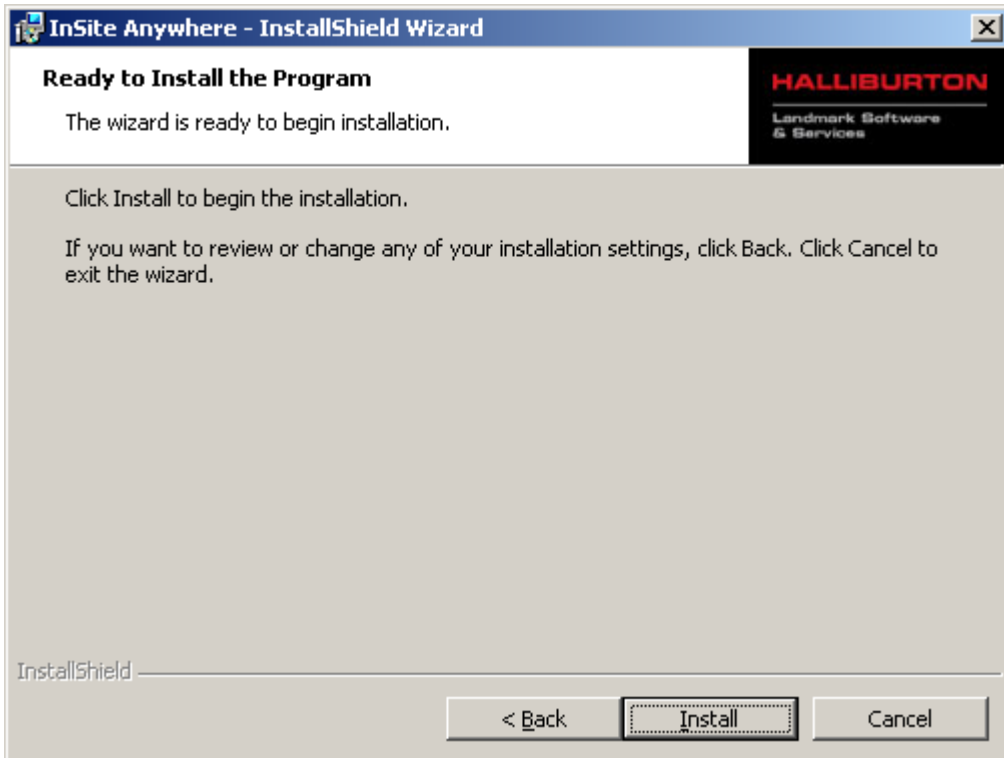 InSite Anywhere - InstallShield Wizard
Ready to Install the Program
The wizard is ready to begin installation.
HALLIBURTON
Landmark Software
& Services
Click Install to begin the installation.
If you want to review or change any of your installation settings, click Back. Click Cancel to
exit the wizard.
InstallShield
< Back Install Cancel